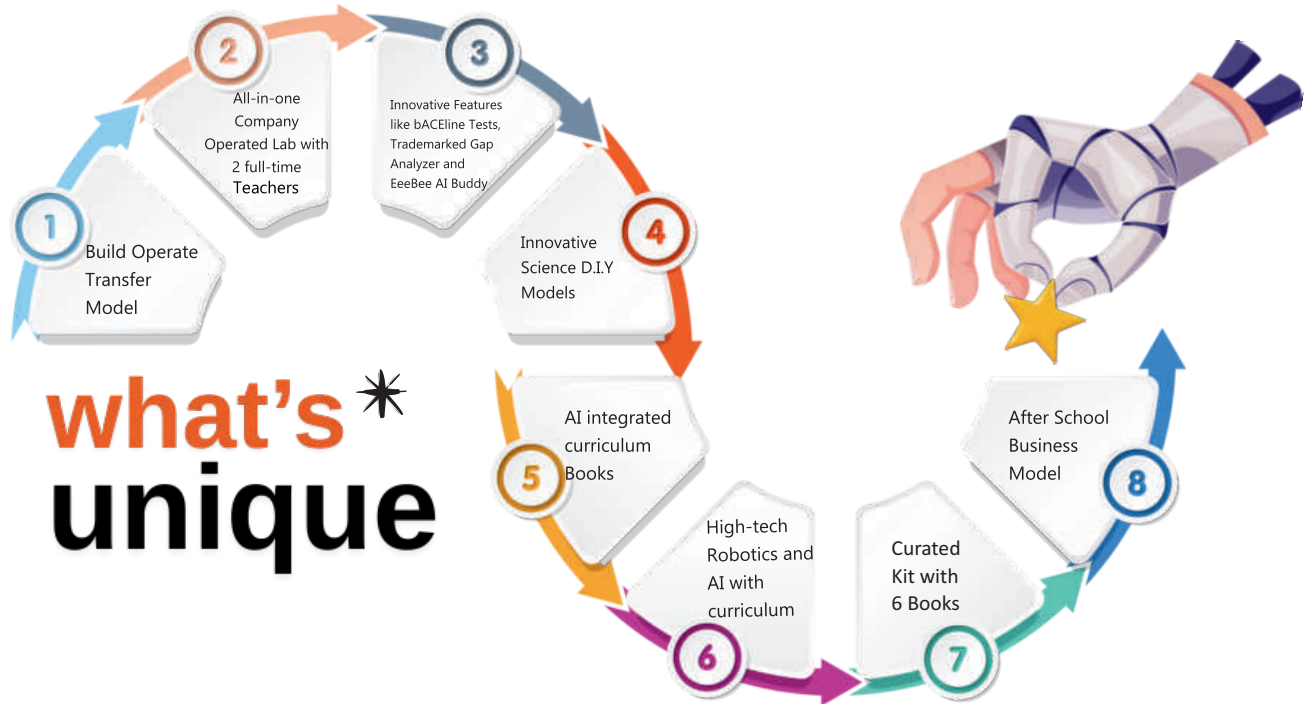 1
Build Operate
Transfer
Model
2
All-in-one
Company
Operated Lab with
2 full-time
Teachers
3
Innovative Features
like bACEline Tests,
Trademarked Gap
Analyzer and
EeeBee AI Buddy
4
Innovative
Science D.I.Y
Models
what's
unique
5
AI integrated
curriculum
Books
6
High-tech
Robotics and
AI with
curriculum
7
Curated
Kit with
6 Books
8
After School
Business
Model